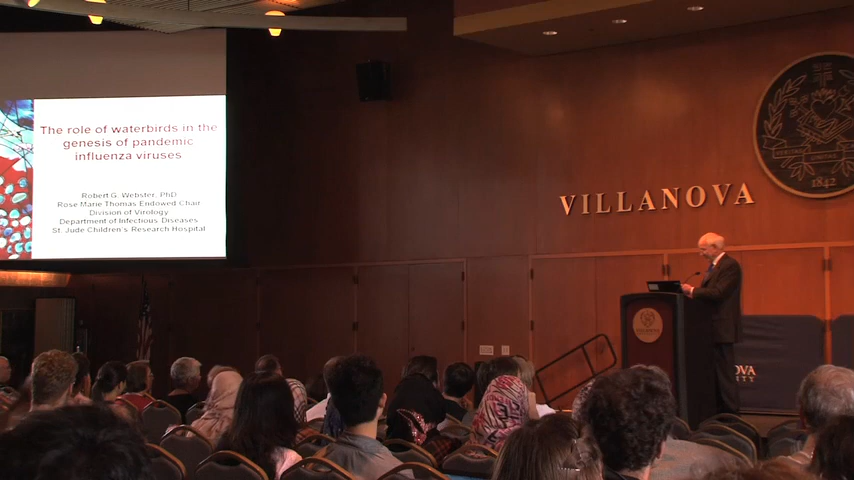 The role of waterbirds in the
genesis of pandemic
influenza viruses
Robert G. Webster, PhD
Rose Marie Thomas Endowed Chair
Division of Virology
Department of Infectious Diseases
St. Jude Children's Research Hospital
VILLANOVA
1842
VILLANOVA